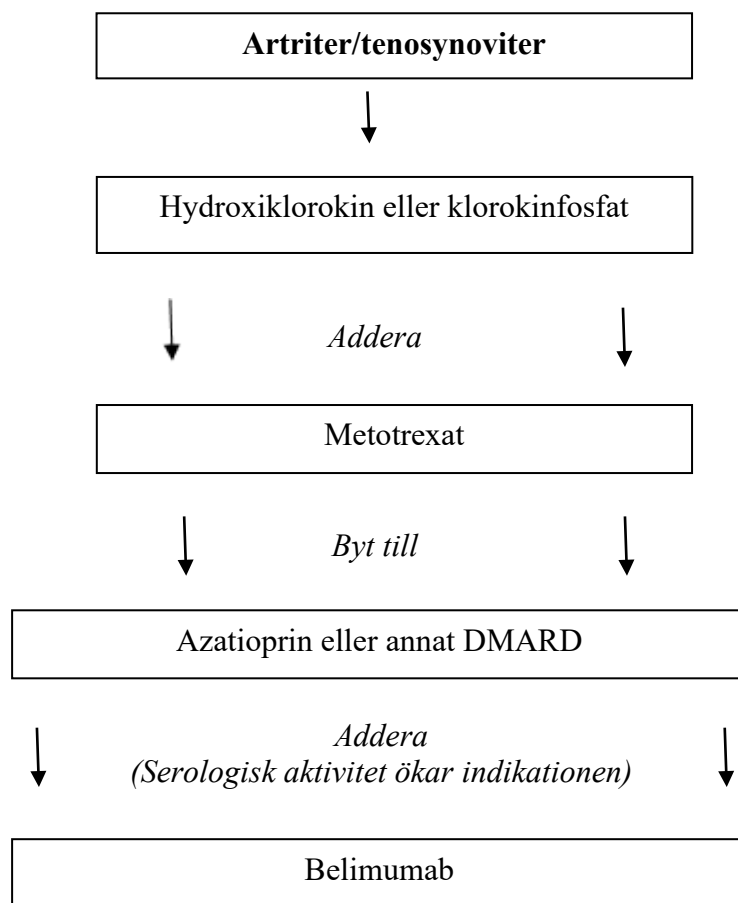 Artriter/tenosynoviter
Hydroxiklorokin eller klorokinfosfat
Addera
Metotrexat
Byt till
Azatioprin eller annat DMARD
Addera
(Serologisk aktivitet ökar indikationen)
Belimumab